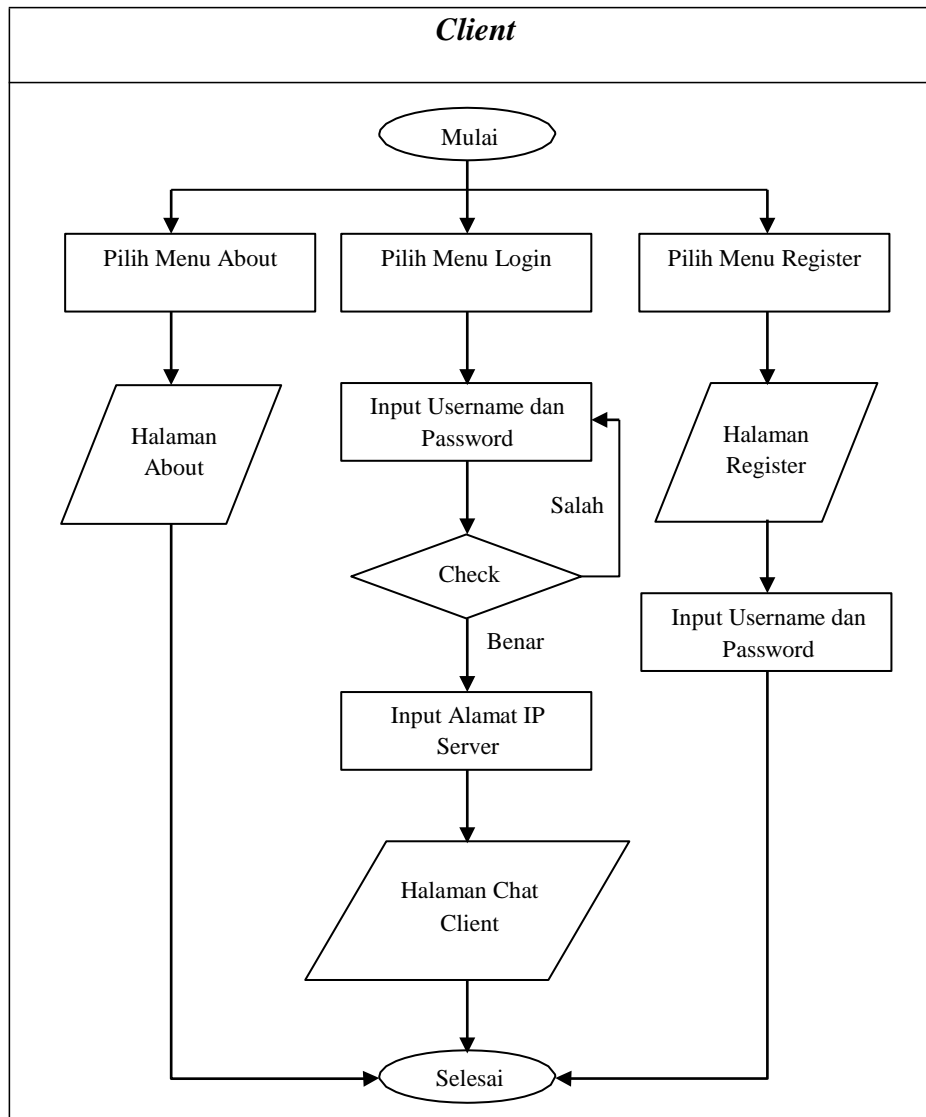 Client
Mulai
Pilih Menu About
Pilih Menu Login
Pilih Menu Register
Halaman
About
Input Username dan
Password
Halaman
Register
Salah
Check
Benar
Input Username dan
Password
Input Alamat IP
Server
Halaman Chat
Client
Selesai